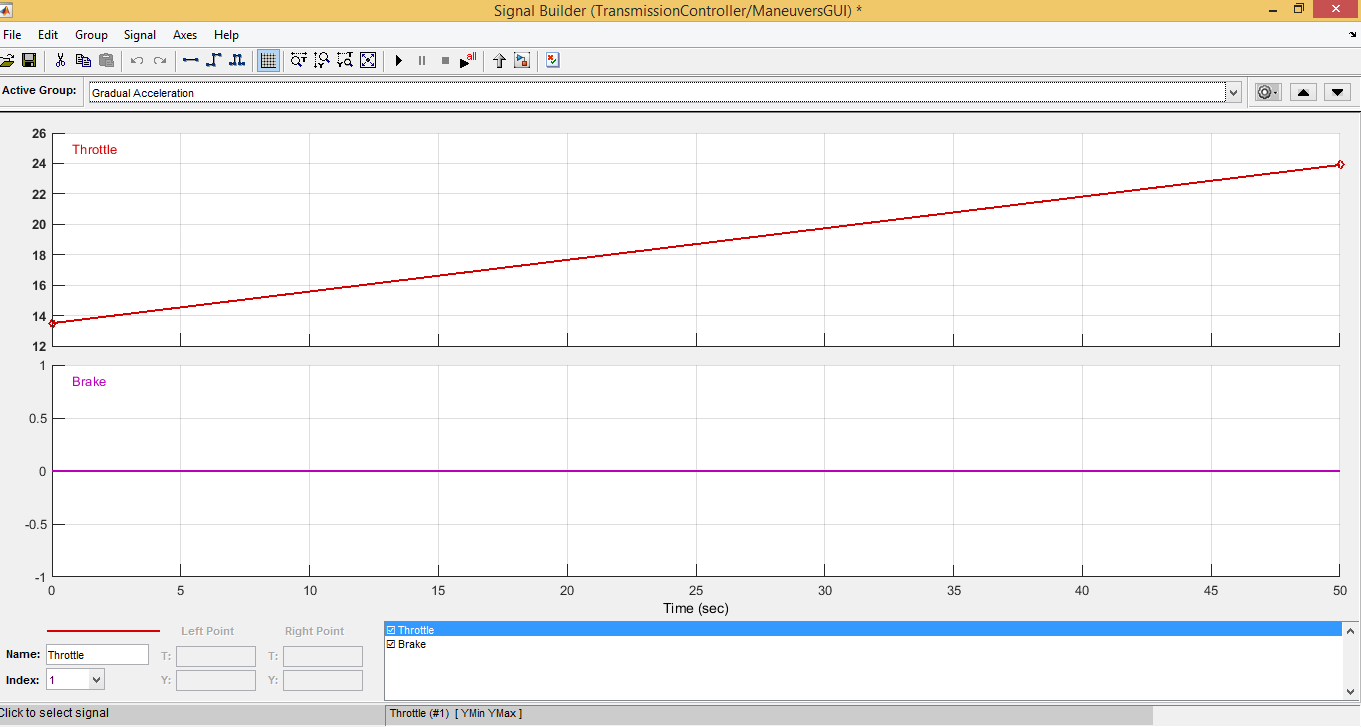 Signal Builder (TransmissionController/ManeuversGUI) *
File Edit Group Signal Axes Help
all
Active Group: Gradual Acceleration
26
Throttle
24
22
20
18
16
14
12
1
Brake
0.5
0
-0.5
-1
0 5 10 15 20 25 30 35 40 45 50
Time (sec)
Left Point Right Point
Name: Throttle T: T:
Index: 1 Y: Y:
Throttle
Brake
Click to select signal
Throttle (#1) [ YMin YMax ]